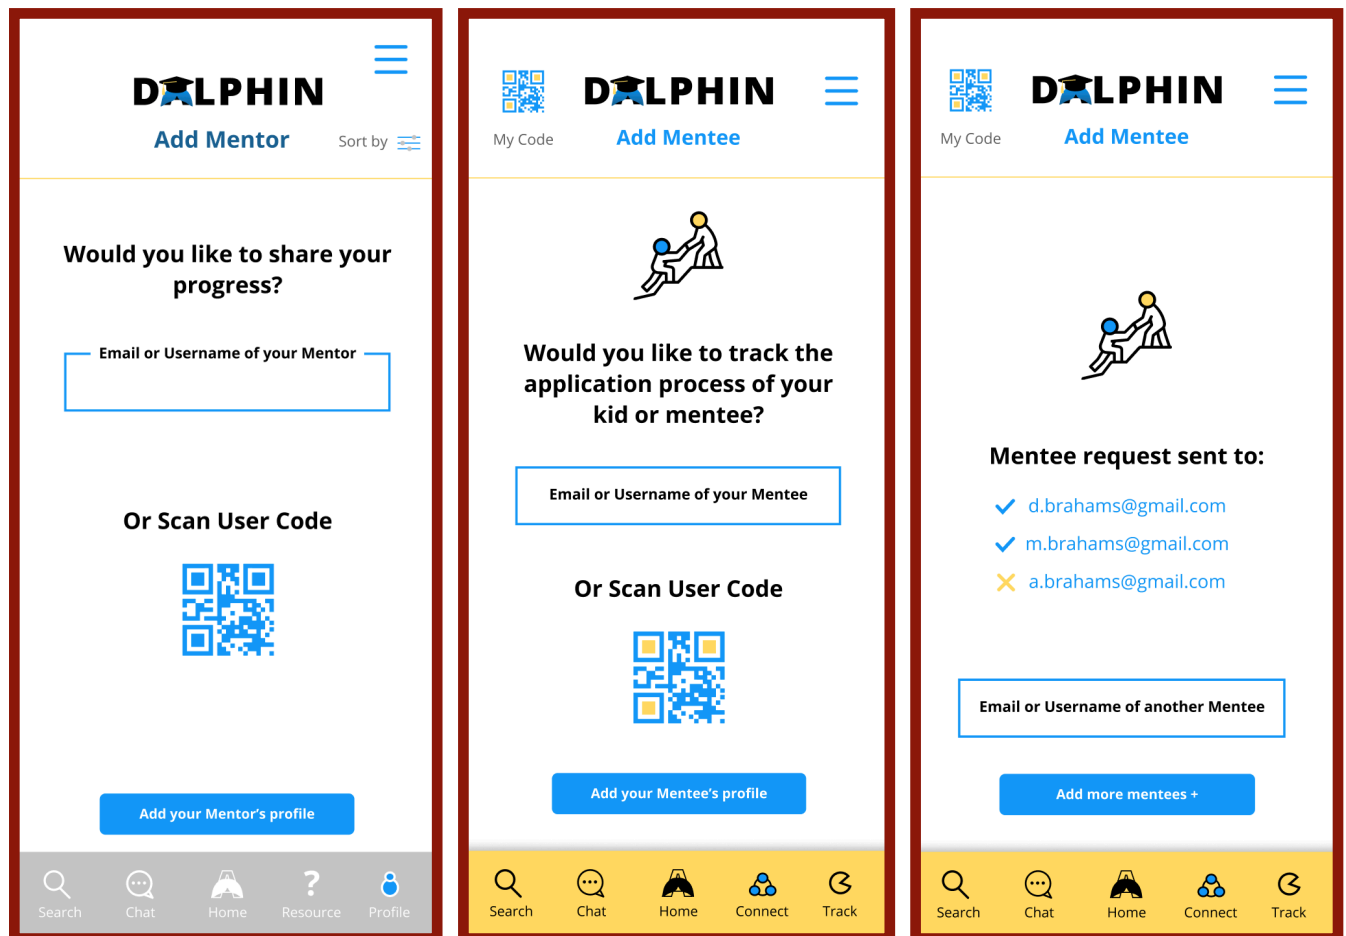 DOLPHIN
Add Mentor
Sort by
Would you like to share your
progress?
Email or Username of your Mentor
Or Scan User Code
Add your Mentor's profile
Search
Chat
Home
Resource
Profile
DOLPHIN
My Code
Add Mentee
Would you like to track the
application process of your
kid or mentee?
Email or Username of your Mentee
Or Scan User Code
Add your Mentee's profile
Search
Chat
Home
Connect
Track
DOLPHIN
My Code
Add Mentee
Mentee request sent to:
d.brahams@gmail.com
m.brahams@gmail.com
a.brahams@gmail.com
Email or Username of another Mentee
Add more mentees +
Search
Chat
Home
Connect
Track